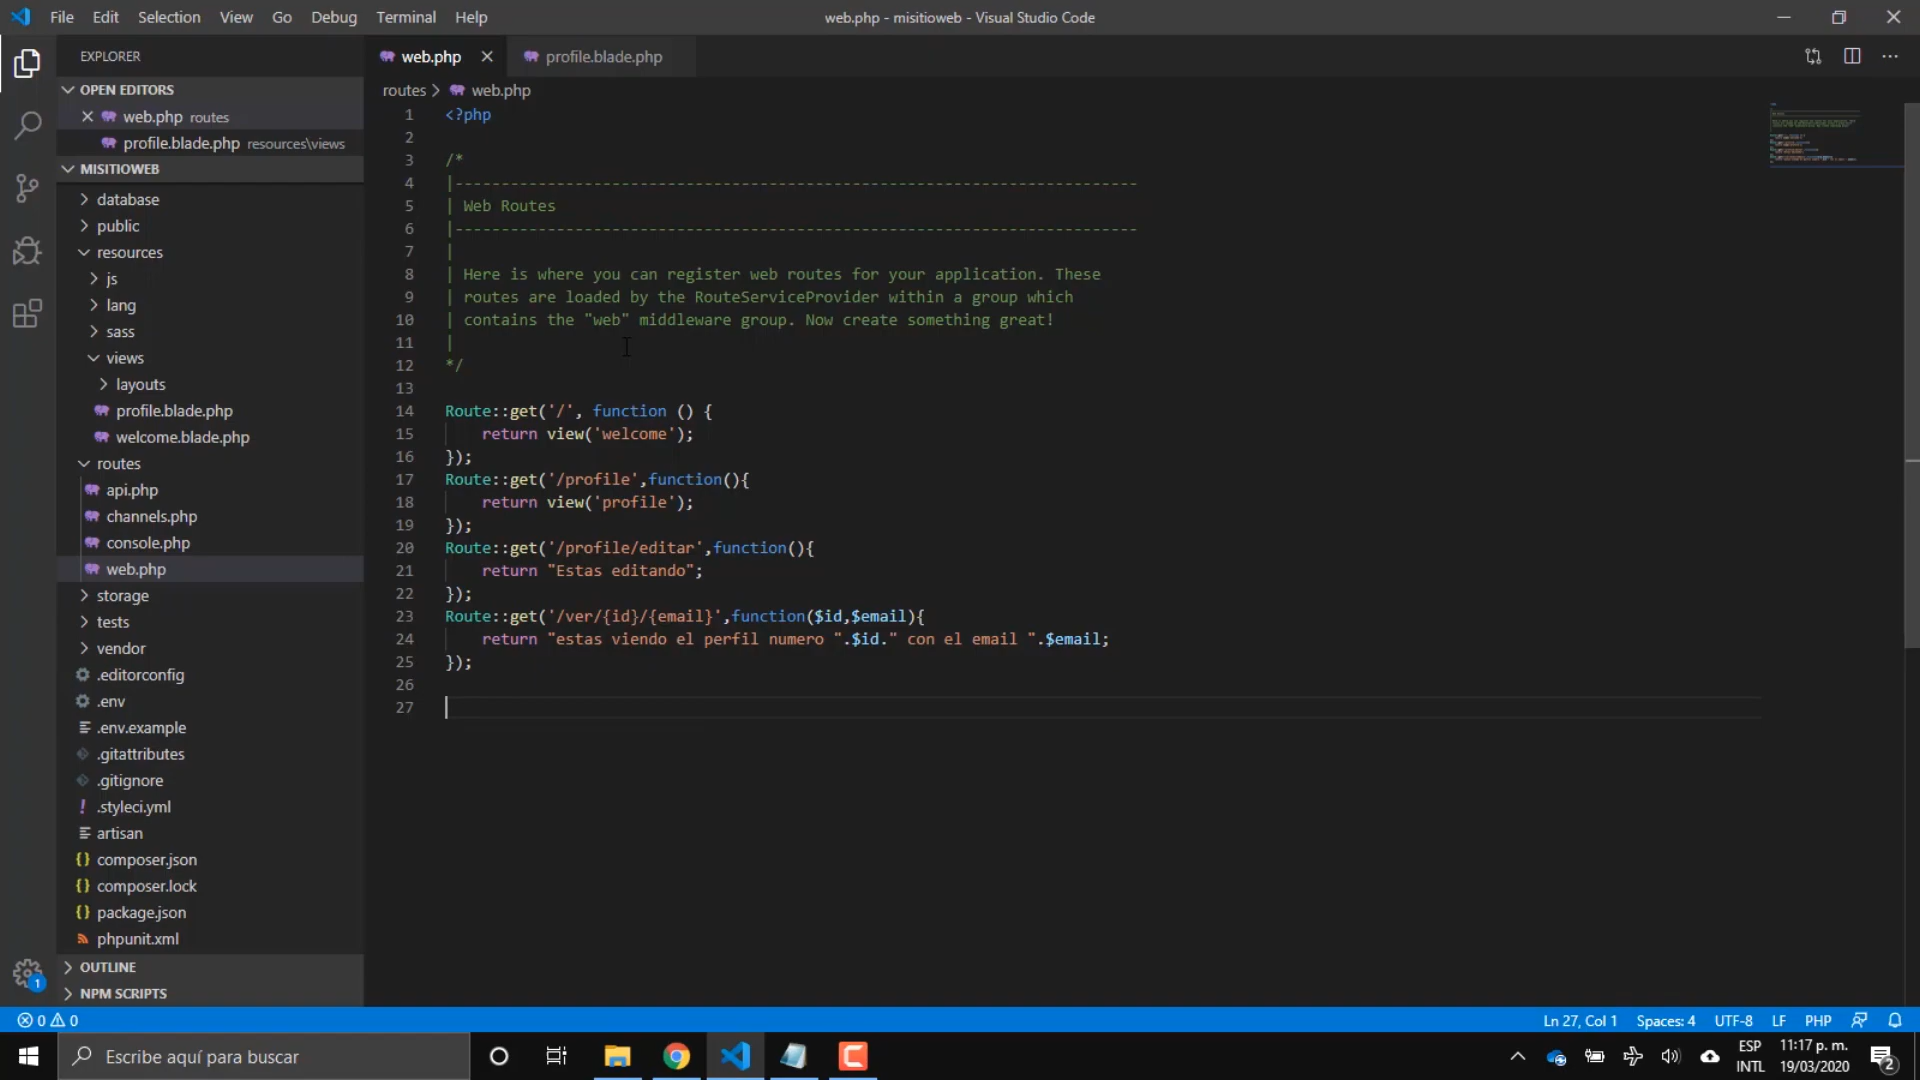 File Edit Selection View Go Debug Terminal Help
web.php - misitioweb - Visual Studio Code
EXPLORER
OPEN EDITORS
web.php routes
profile.blade.php resources\views
MISITIOWEB
database
public
resources
js
lang
sass
views
layouts
profile.blade.php
welcome.blade.php
routes
api.php
channels.php
console.php
web.php
storage
tests
vendor
.editorconfig
.env
.env.example
.gitattributes
.gitignore
.styleci.yml
artisan
composer.json
composer.lock
package.json
phpunit.xml
OUTLINE
NPM SCRIPTS
web.php
profile.blade.php
routes > web.php
1 <?php
2
3 /*
4 |--------------------------------------------------------------------------
5 | Web Routes
6 |--------------------------------------------------------------------------
7 |
8 | Here is where you can register web routes for your application. These
9 | routes are loaded by the RouteServiceProvider within a group which
10 | contains the "web" middleware group. Now create something great!
11 |
12 */
13
14 Route::get('/', function () {
15     return view('welcome');
16 });
17 Route::get('/profile',function(){
18     return view('profile');
19 });
20 Route::get('/profile/editar',function(){
21     return "Estas editando";
22 });
23 Route::get('/ver/{id}/{email}',function($id,$email){
24     return "estas viendo el perfil numero ".$id." con el email ".$email;
25 });
26
27
1
0 0
Ln 27, Col 1 Spaces: 4 UTF-8 LF PHP
Escribe aquí para buscar
ESP
INTL
11:17 p. m.
19/03/2020
2